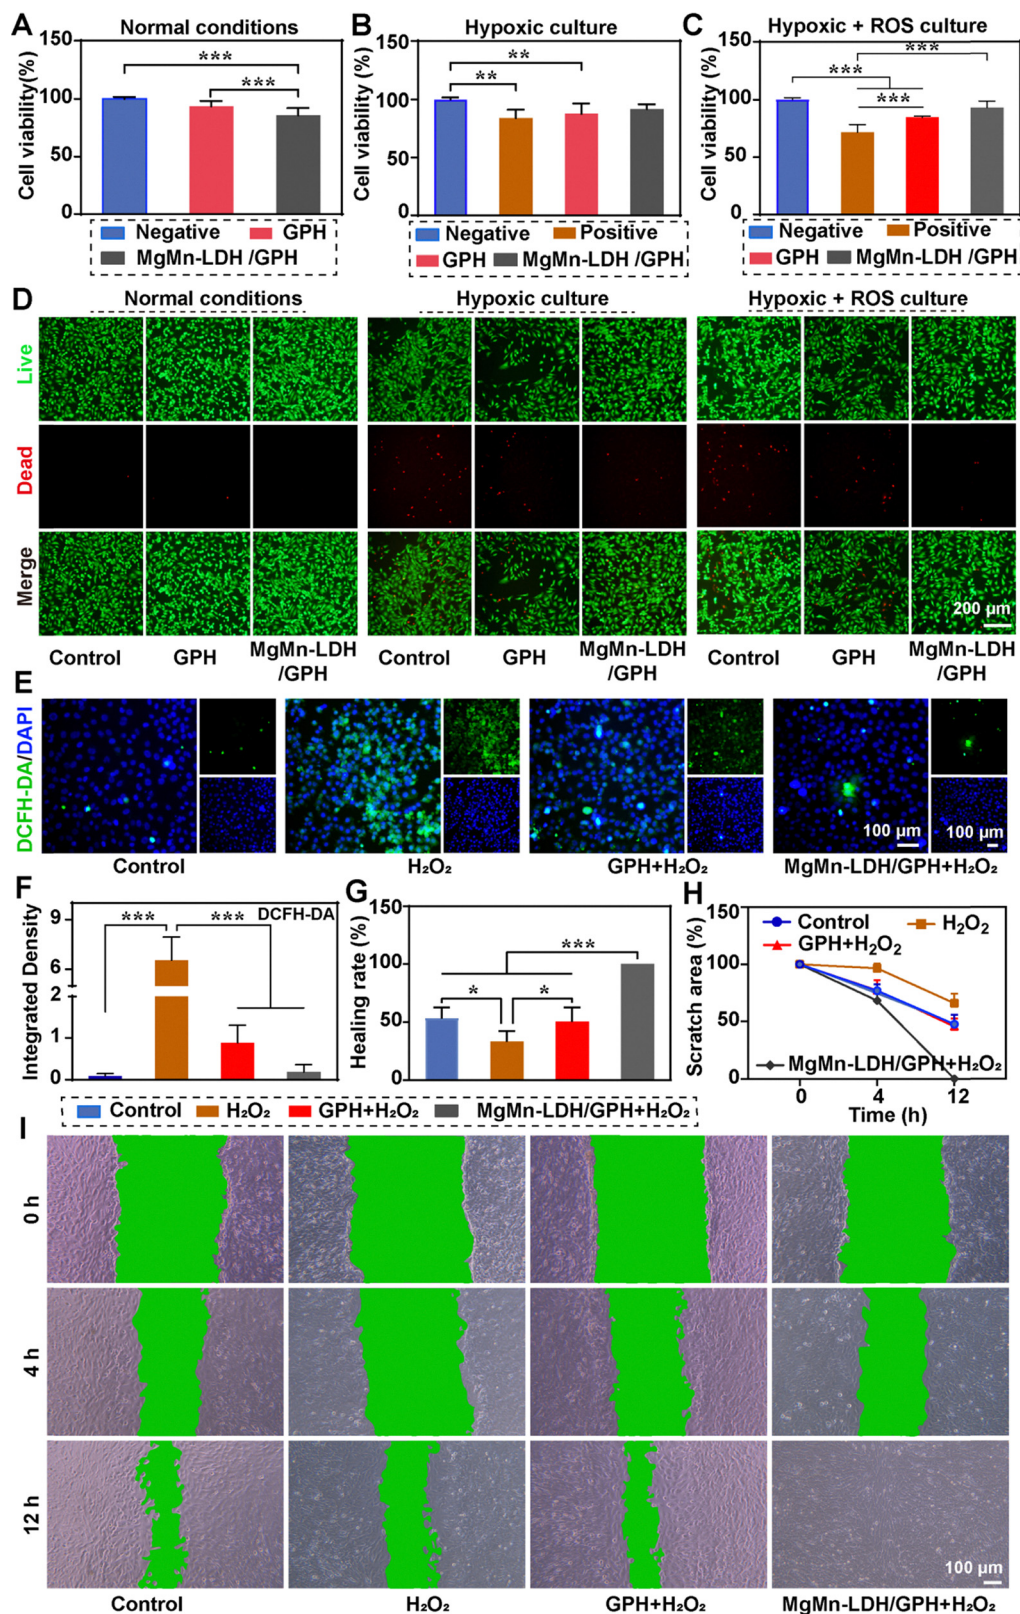 A
Normal conditions
Cell viability(%)
150
100
50
0
***
***
Negative
GPH
MgMn-LDH /GPH
B
Hypoxic culture
Cell viability (%)
150
100
50
0
**
**
Negative
Positive
GPH
MgMn-LDH /GPH
C
Hypoxic + ROS culture
Cell viability (%)
150
100
50
0
***
***
***
Negative
Positive
GPH
MgMn-LDH /GPH
D
Normal conditions
Hypoxic culture
Hypoxic + ROS culture
Live
Dead
Merge
200 μm
Control
GPH
MgMn-LDH
/GPH
Control
GPH
MgMn-LDH
/GPH
Control
GPH
MgMn-LDH
/GPH
E
DCFH-DA/DAPI
100 μm
100 μm
Control
H₂O₂
GPH+H₂O₂
MgMn-LDH/GPH+H₂O₂
F
DCFH-DA
Integrated Density
9
6
2
1
0
***
***
G
Healing rate (%)
150
100
50
0
***
*
*
H
Scratch area (%)
150
100
50
0
Control
H₂O₂
GPH+H₂O₂
MgMn-LDH/GPH+H₂O₂
0
4
12
Time (h)
Control
H₂O₂
GPH+H₂O₂
MgMn-LDH/GPH+H₂O₂
I
0 h
4 h
12 h
100 μm
Control
H₂O₂
GPH+H₂O₂
MgMn-LDH/GPH+H₂O₂